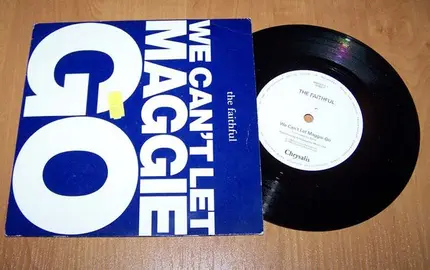 WE CAN'T LET
MAGGIE
GO
the faithful
THE FAITHFUL
We Can't Let Maggie Go
Chrysalis